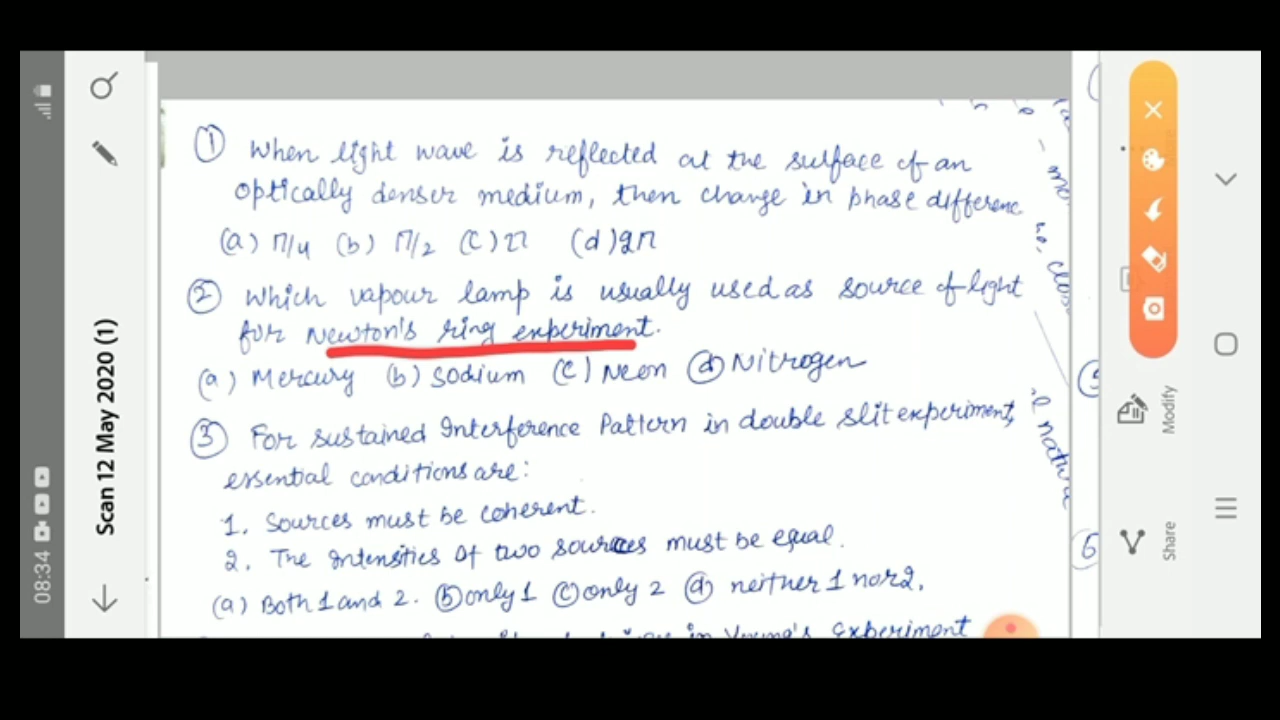 08:34
Scan 12 May 2020 (1)
① When light wave is reflected at the surface of an
optically denser medium, then change in phase differenc
(a) π/4 (b) π/2 (c) π (d) 2π
② Which vapour lamp is usually used as source of light
for Newton's ring experiment.
(a) Mercury (b) Sodium (c) Neon ⓓ Nitrogen
③ For sustained Interference Pattern in double slit experiment,
essential conditions are:
1. Sources must be coherent.
2. The Intensities of two sources must be equal.
(a) Both 1 and 2. ⓑ only 1 ⓒ only 2 ⓓ neither 1 nor 2.
in Young's Experiment
Modify
Share